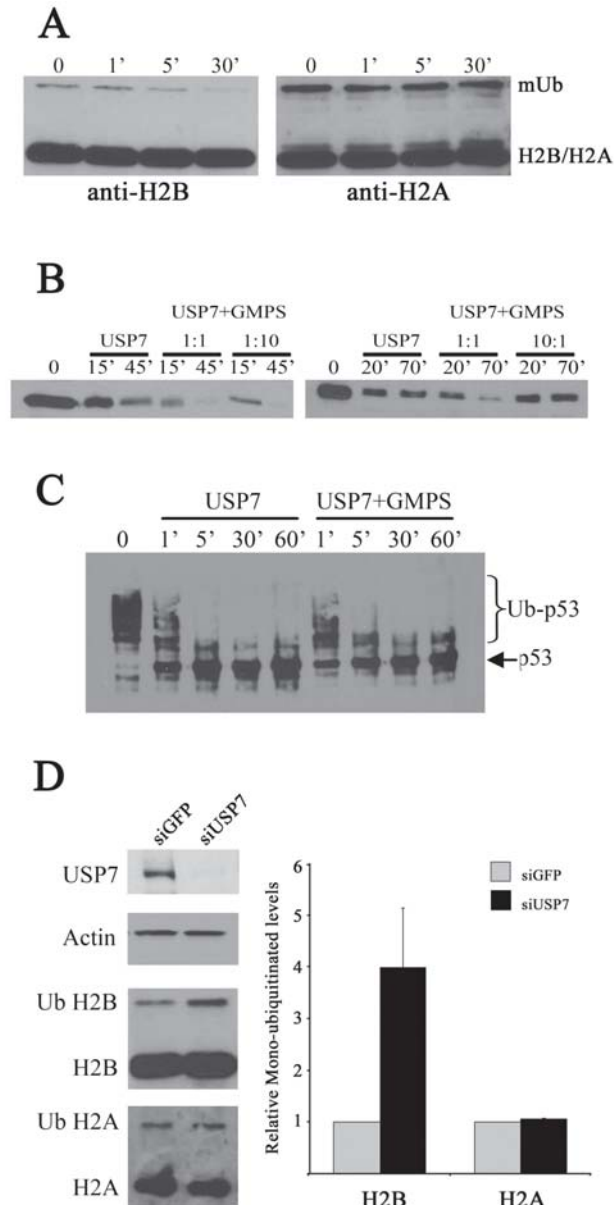 A
0 1’ 5’ 30’ 0 1’ 5’ 30’
mUb
H2B/H2A
anti-H2B anti-H2A
B
USP7+GMPS USP7+GMPS
USP7 1:1 1:10 USP7 1:1 10:1
0 15’ 45’ 15’ 45’ 15’ 45’ 0 20’ 70’ 20’ 70’ 20’ 70’
C
USP7 USP7+GMPS
0 1’ 5’ 30’ 60’ 1’ 5’ 30’ 60’
Ub-p53
p53
D
siGFP siUSP7
USP7
Actin
Ub H2B
H2B
Ub H2A
H2A
Relative Mono-ubiquitinated levels
6
5
4
3
2
1
siGFP
siUSP7
H2B H2A